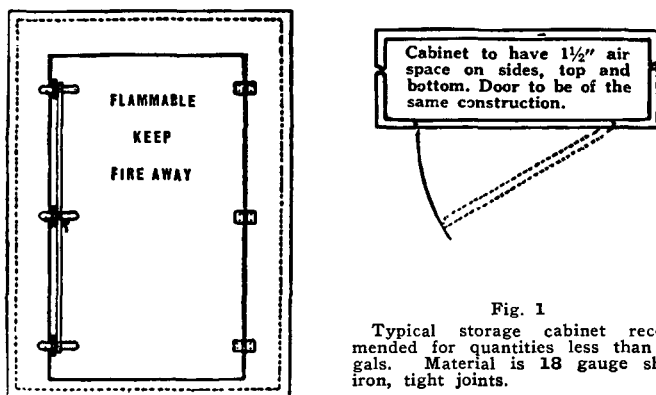 FLAMMABLE
KEEP
FIRE AWAY
Cabinet to have 1½″ air
space on sides, top and
bottom. Door to be of the
same construction.
Fig. 1
Typical storage cabinet
mended for quantities less than
gals. Material is 18 gauge
iron, tight joints.